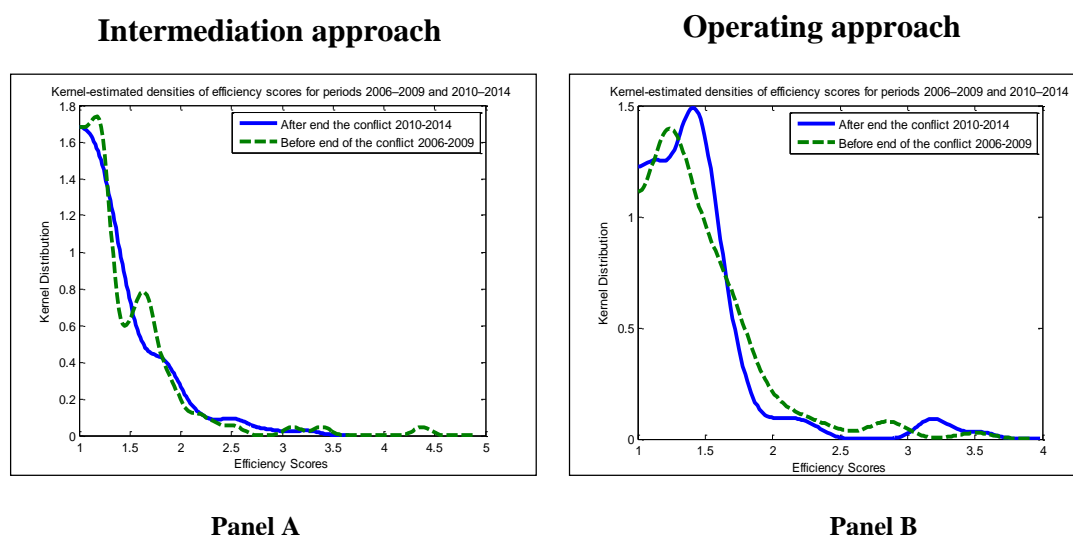 Intermediation approach
Kernel-estimated densities of efficiency scores for periods 2006–2009 and 2010–2014
1.8
1.6
1.4
1.2
1
0.8
0.6
0.4
0.2
0
Kernel Distribution
After end the conflict 2010-2014
Before end of the conflict 2006-2009
1 1.5 2 2.5 3 3.5 4 4.5 5
Efficiency Scores
Panel A
Operating approach
Kernel-estimated densities of efficiency scores for periods 2006–2009 and 2010–2014
1.5
1
0.5
0
Kernel Distribution
After end the conflict 2010-2014
Before end of the conflict 2006-2009
1 1.5 2 2.5 3 3.5 4
Efficiency Scores
Panel B